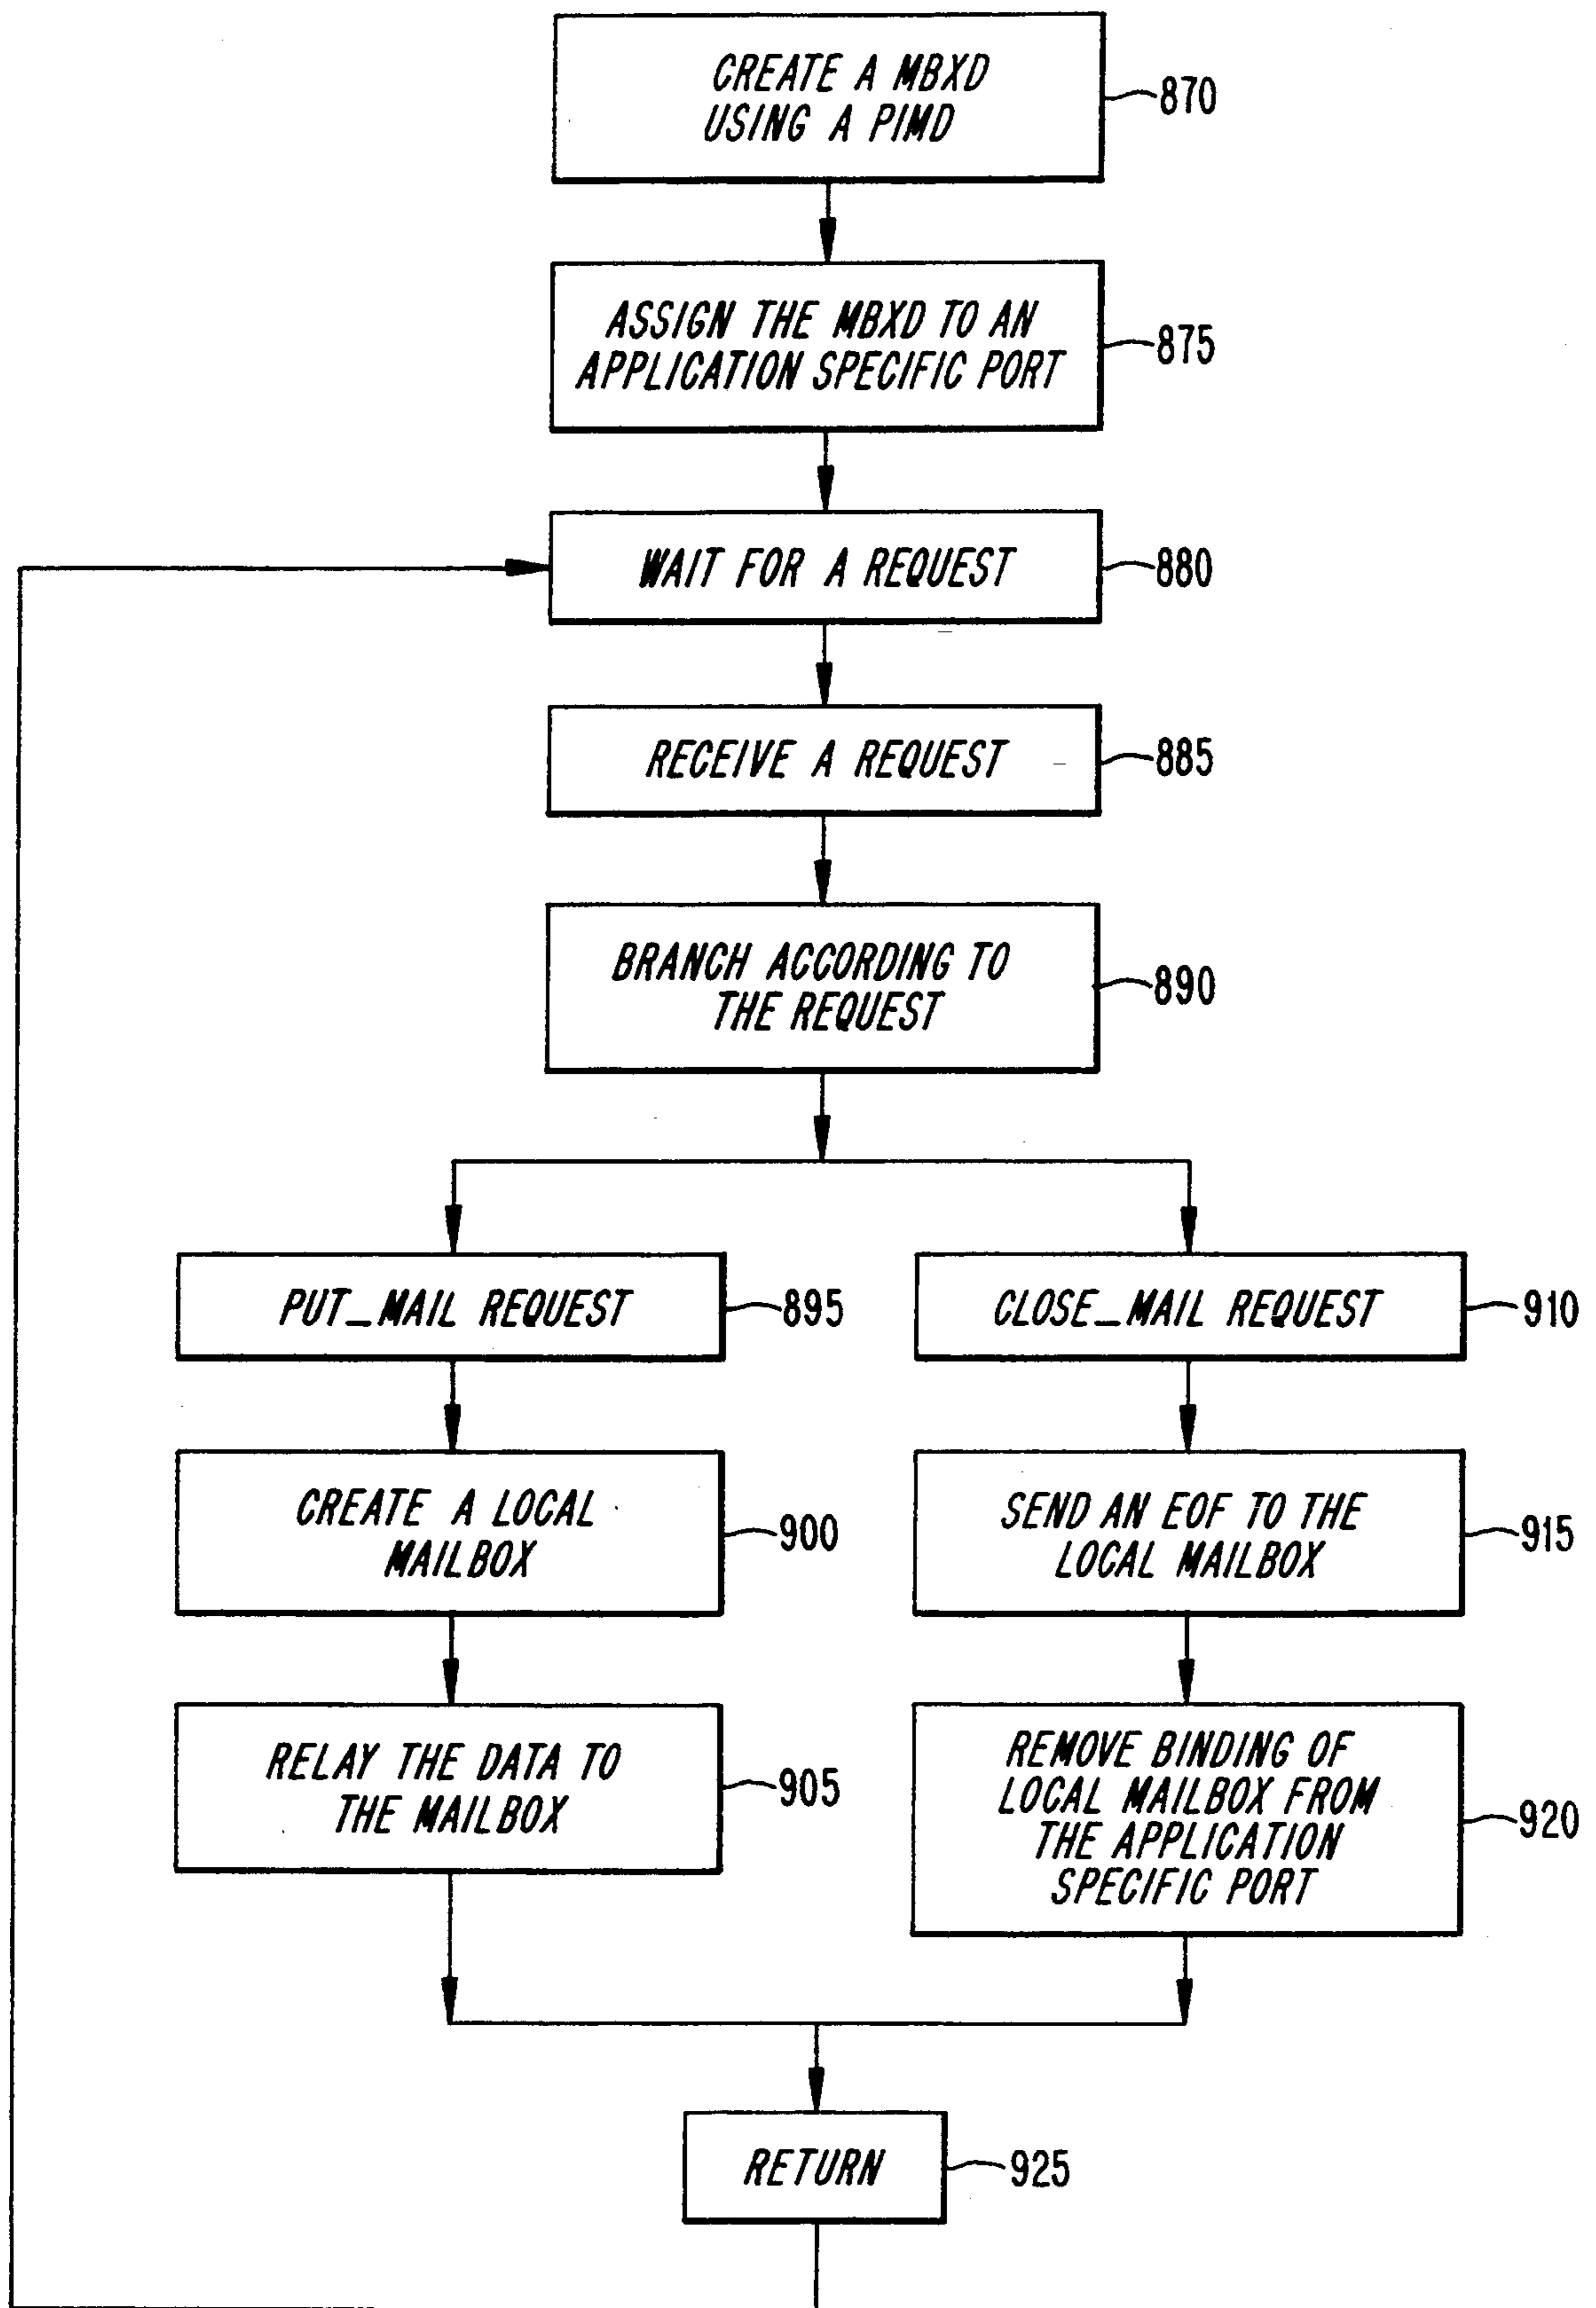 CREATE A MBXD
USING A PIMD
870
ASSIGN THE MBXD TO AN
APPLICATION SPECIFIC PORT
875
WAIT FOR A REQUEST
880
RECEIVE A REQUEST
885
BRANCH ACCORDING TO
THE REQUEST
890
PUT_MAIL REQUEST
895
CREATE A LOCAL
MAILBOX
900
RELAY THE DATA TO
THE MAILBOX
905
CLOSE_MAIL REQUEST
910
SEND AN EOF TO THE
LOCAL MAILBOX
915
REMOVE BINDING OF
LOCAL MAILBOX FROM
THE APPLICATION
SPECIFIC PORT
920
RETURN
925